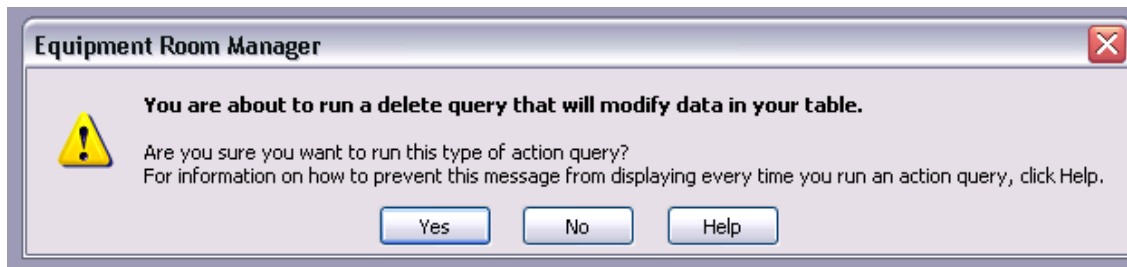 Equipment Room Manager
You are about to run a delete query that will modify data in your table.
Are you sure you want to run this type of action query?
For information on how to prevent this message from displaying every time you run an action query, click Help.
Yes No Help